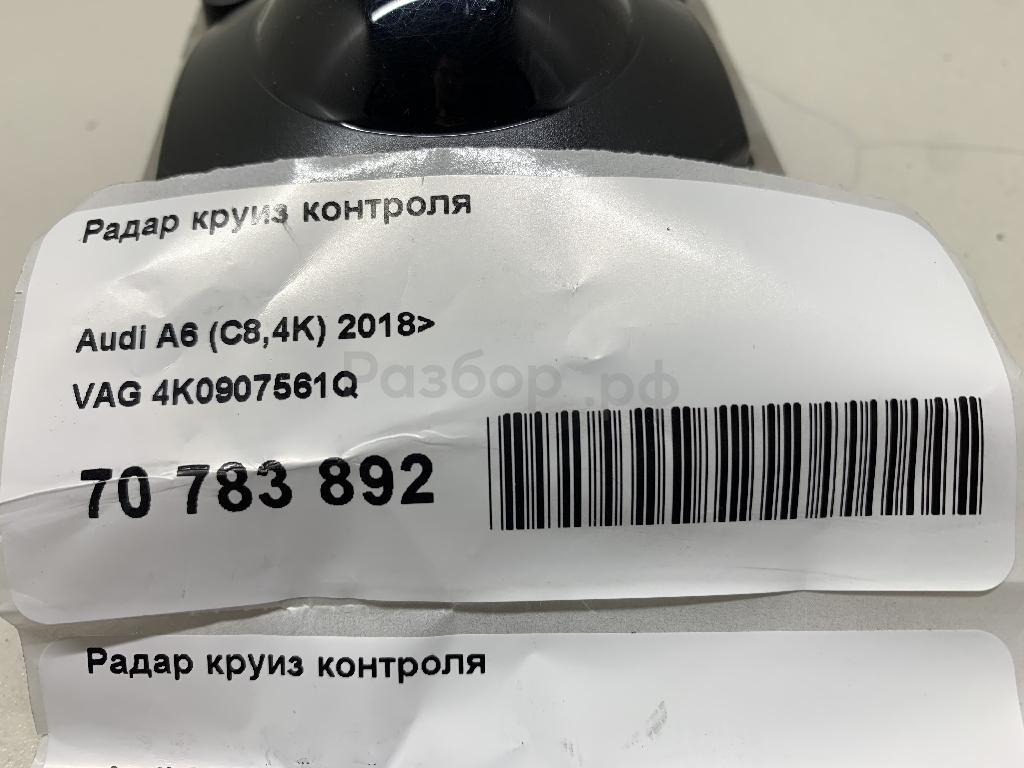 Радар круиз контроля
Audi A6 (C8,4K) 2018>
VAG 4K0907561Q
Разбор.рф
70 783 892
Радар круиз контроля